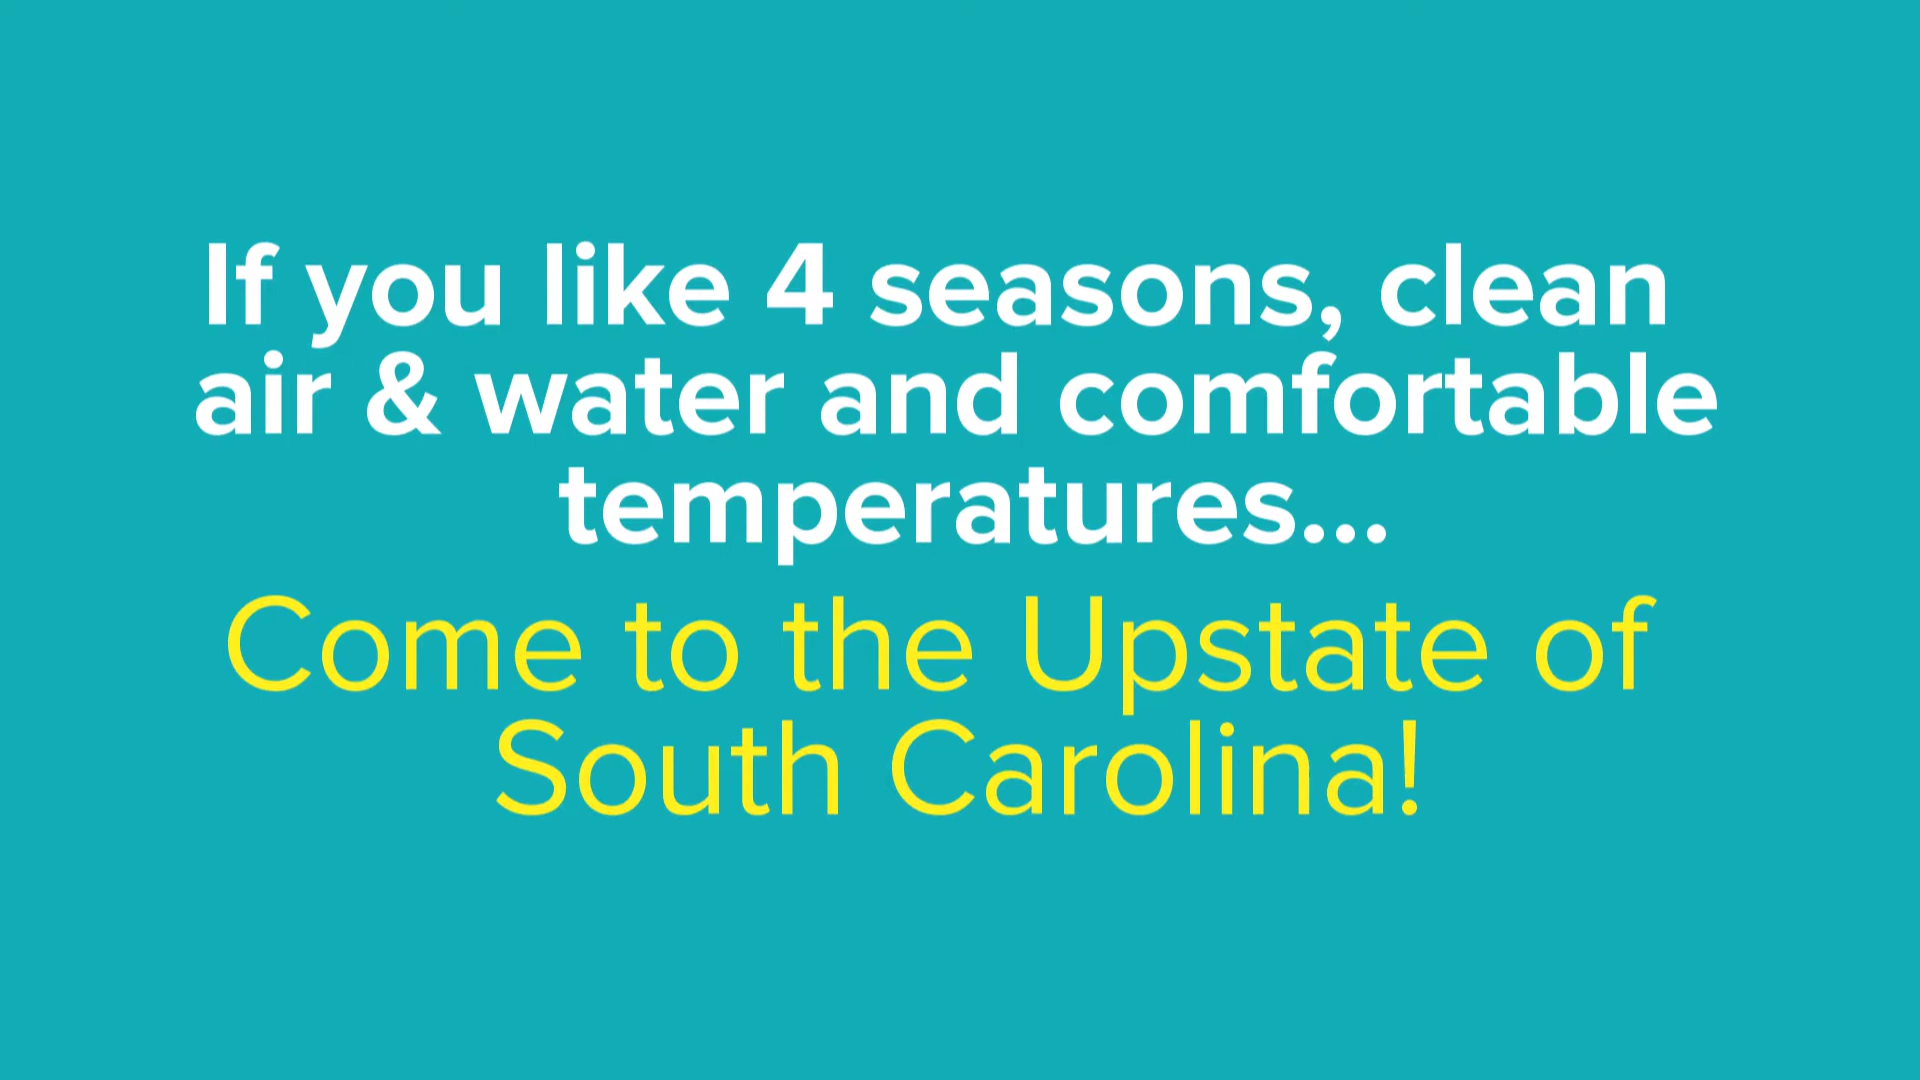 If you like 4 seasons, clean
air & water and comfortable
temperatures...
Come to the Upstate of
South Carolina!